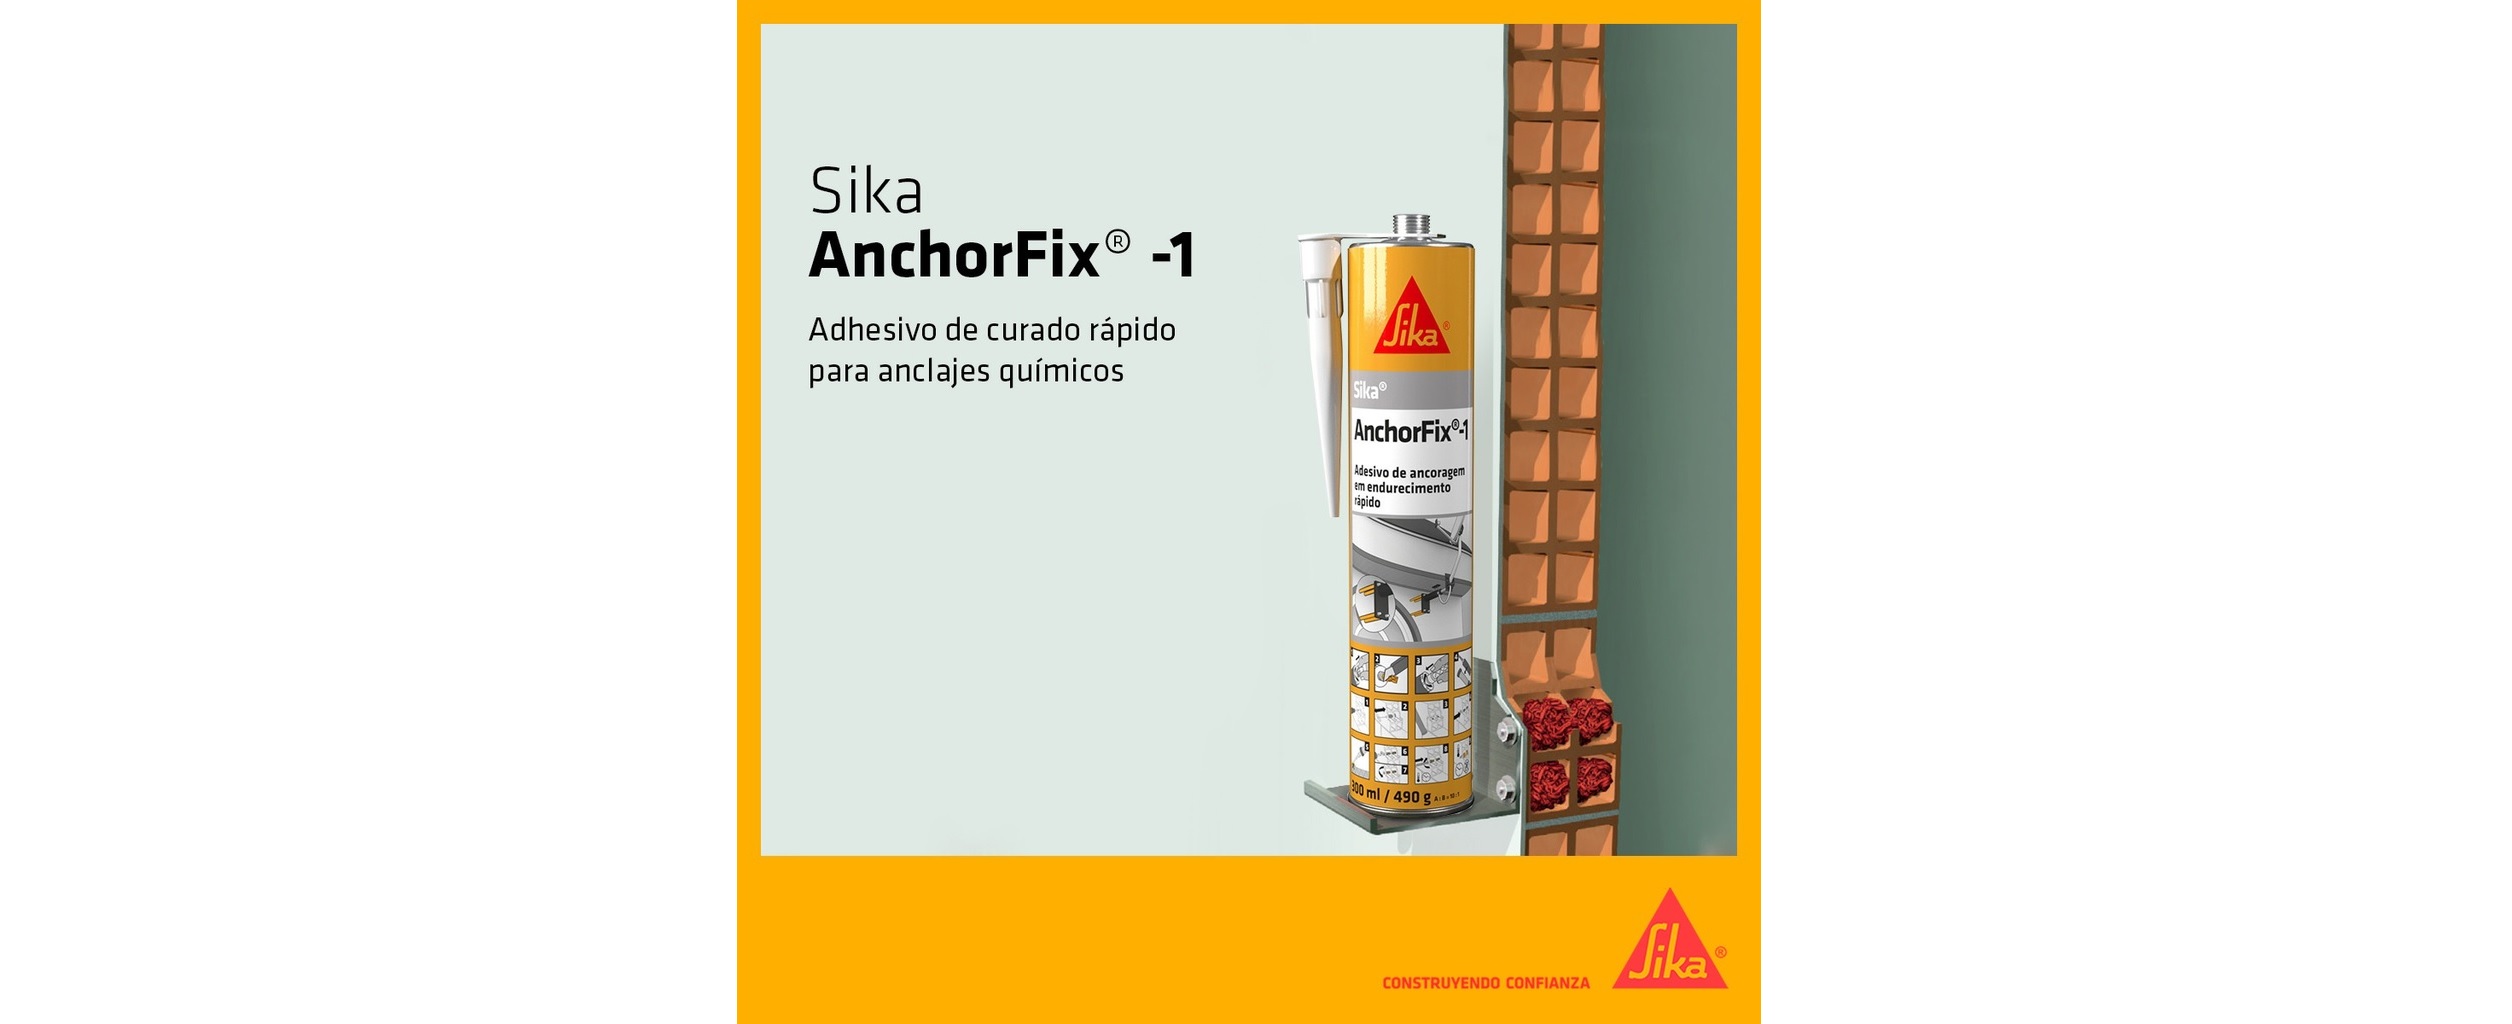 Sika
AnchorFix® -1
Adhesivo de curado rápido
para anclajes químicos
Sika®
Sika®
AnchorFix®-1
Adesivo de ancoragem
em endurecimento
rápido
300 ml / 490 g
CONSTRUYENDO CONFIANZA
Sika®